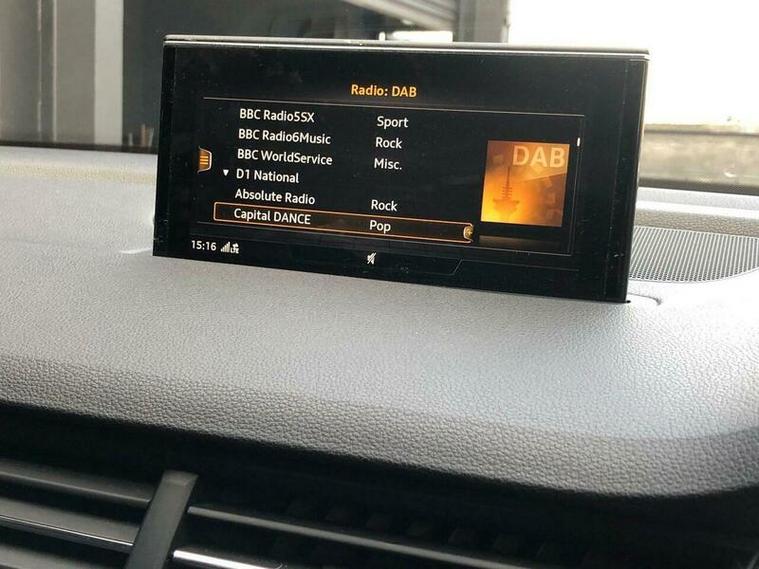 Radio: DAB
BBC Radio5SX Sport
BBC Radio6Music Rock
BBC WorldService Misc.
D1 National
Absolute Radio Rock
Capital DANCE Pop
DAB
15:16 LTE